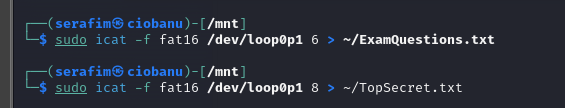 ┌──(serafim㉿ciobanu)-[/mnt]
└─$ sudo icat -f fat16 /dev/loop0p1 6 > ~/ExamQuestions.txt
┌──(serafim㉿ciobanu)-[/mnt]
└─$ sudo icat -f fat16 /dev/loop0p1 8 > ~/TopSecret.txt